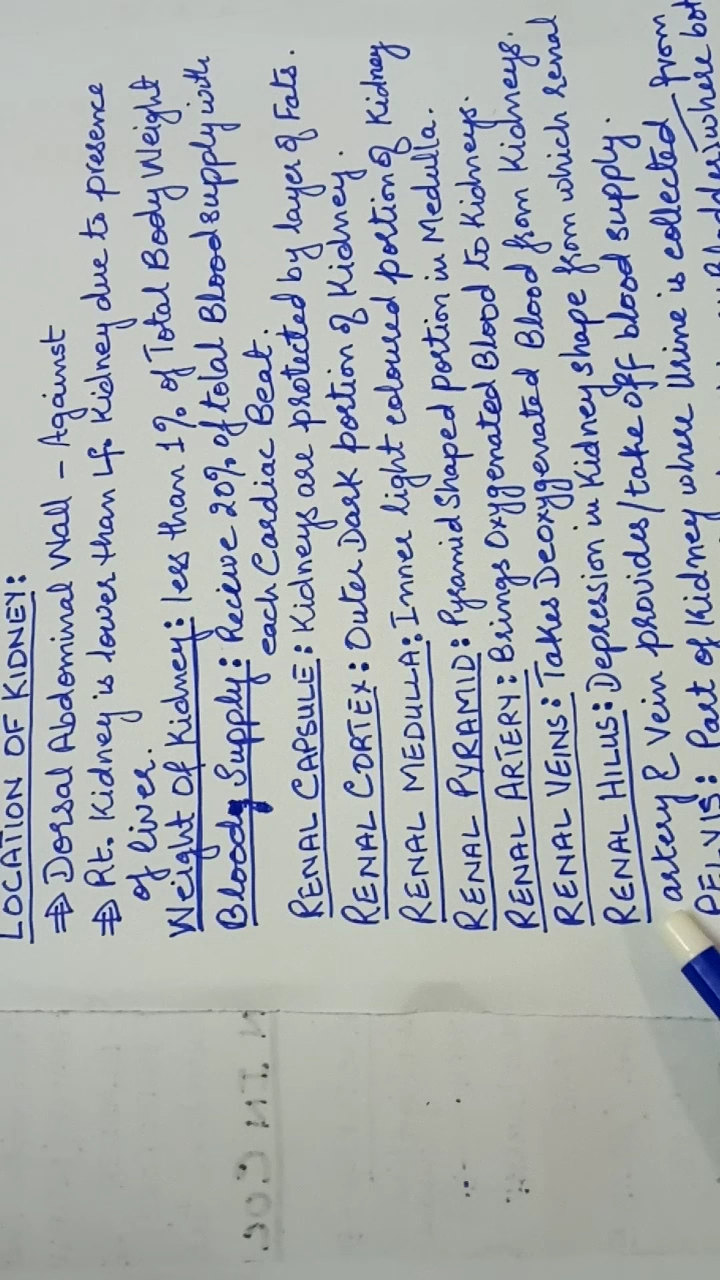 LOCATION OF KIDNEY:
⇒ Dorsal Abdominal Wall - Against
⇒ Rt. Kidney is lower than Lf. Kidney due to presence
of liver.
Weight Of Kidney: less than 1% of Total Body Weight
Blood Supply: Recieve 20% of total Blood supply with
each Cardiac Beat.
RENAL CAPSULE: Kidneys are protected by layer of Fats.
RENAL CORTEX: Outer Dark portion of Kidney.
RENAL MEDULLA: Inner light coloured portion of Kidney
RENAL PYRAMID: Pyramid Shaped portion in Medulla.
RENAL ARTERY: Brings Oxygenated Blood to Kidneys.
RENAL VEINS: Takes Deoxygenated Blood from Kidneys.
RENAL HILUS: Depression in Kidney shape from which renal
artery & Vein provides/take off blood supply.
PELVIS: Part of Kidney where Urine is collected from
where bot